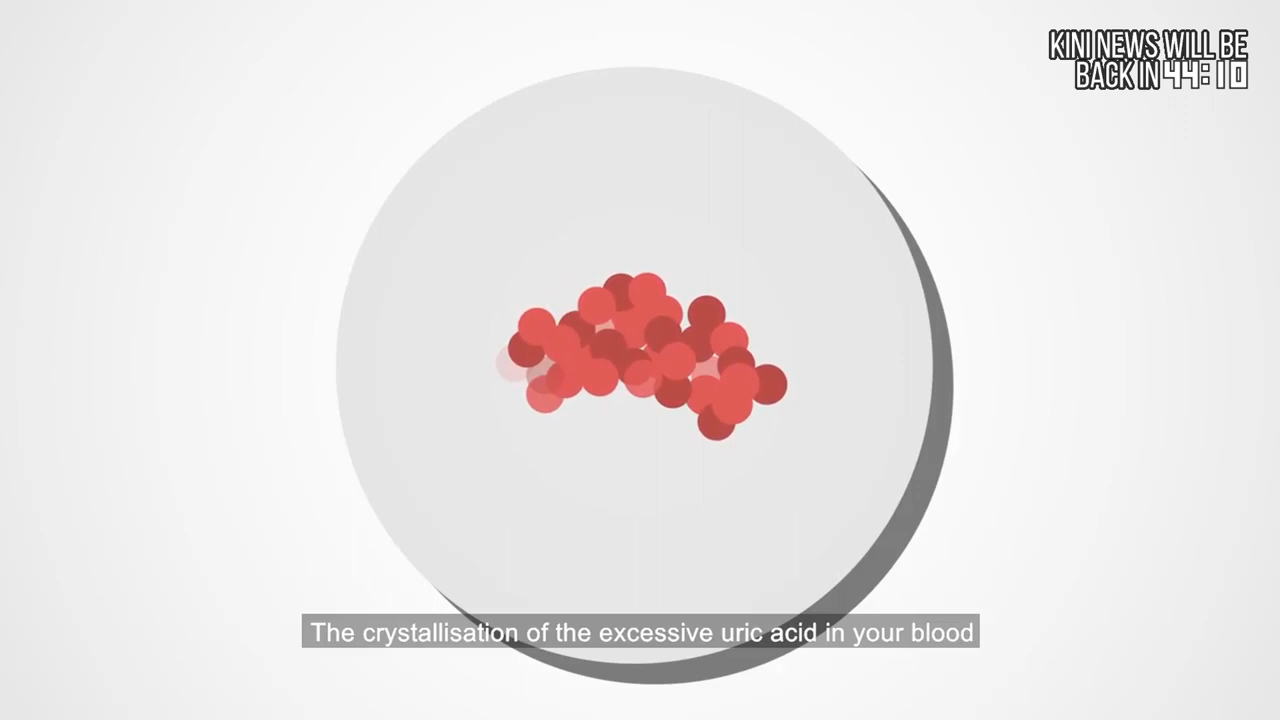 KINI NEWS WILL BE
BACK IN 44:10
The crystallisation of the excessive uric acid in your blood